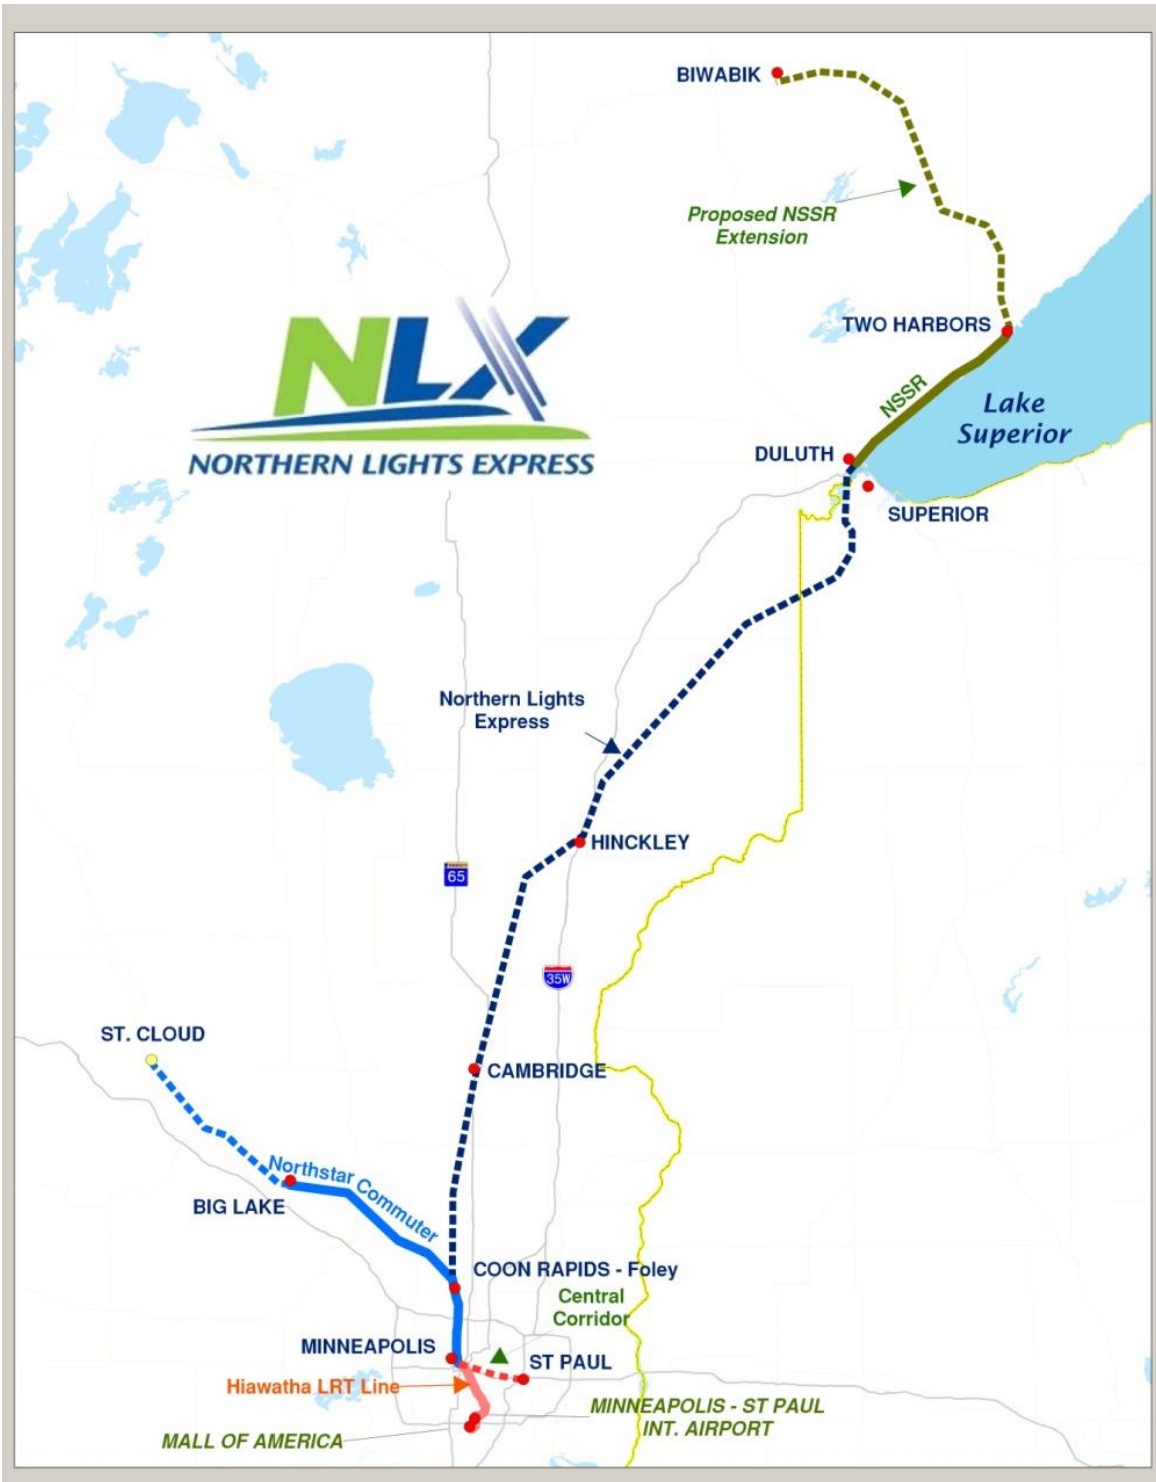 BIWABIK
Proposed NSSR
Extension
TWO HARBORS
NLX
NORTHERN LIGHTS EXPRESS
NSSR
Lake
Superior
DULUTH
SUPERIOR
Northern Lights
Express
HINCKLEY
65
35W
ST. CLOUD
CAMBRIDGE
Northstar Commuter
BIG LAKE
COON RAPIDS - Foley
Central
Corridor
MINNEAPOLIS
ST PAUL
Hiawatha LRT Line
MINNEAPOLIS - ST PAUL
INT. AIRPORT
MALL OF AMERICA